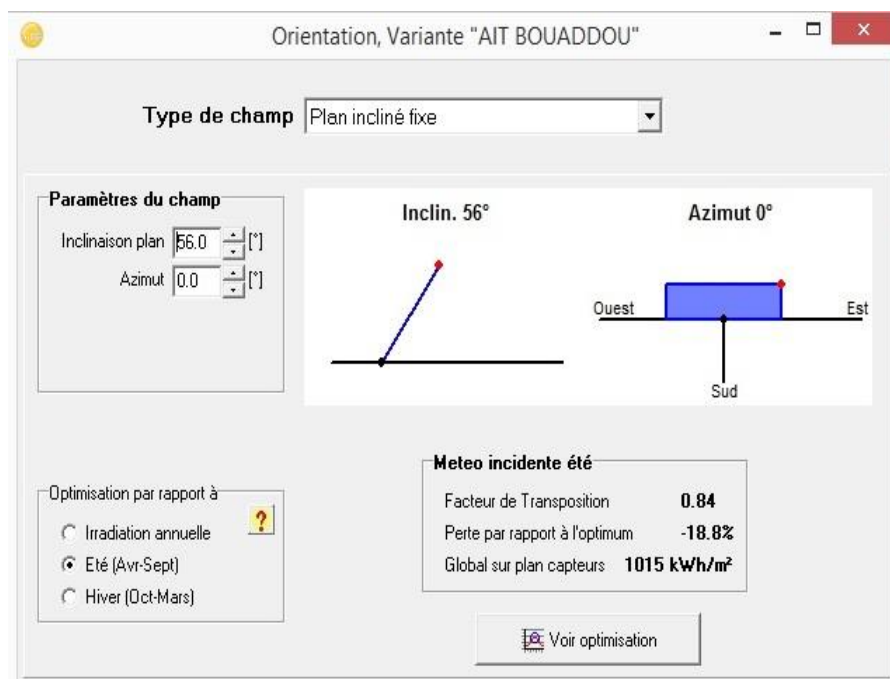 Orientation, Variante "AIT BOUADDOU"
Type de champ Plan incliné fixe
Paramètres du champ
Inclinaison plan 56.0 [°]
Azimut 0.0 [°]
Inclin. 56°
Azimut 0°
Ouest
Est
Sud
Optimisation par rapport à
?
Irradiation annuelle
Eté (Avr-Sept)
Hiver (Oct-Mars)
Meteo incidente été
Facteur de Transposition 0.84
Perte par rapport à l'optimum -18.8%
Global sur plan capteurs 1015 kWh/m²
Voir optimisation